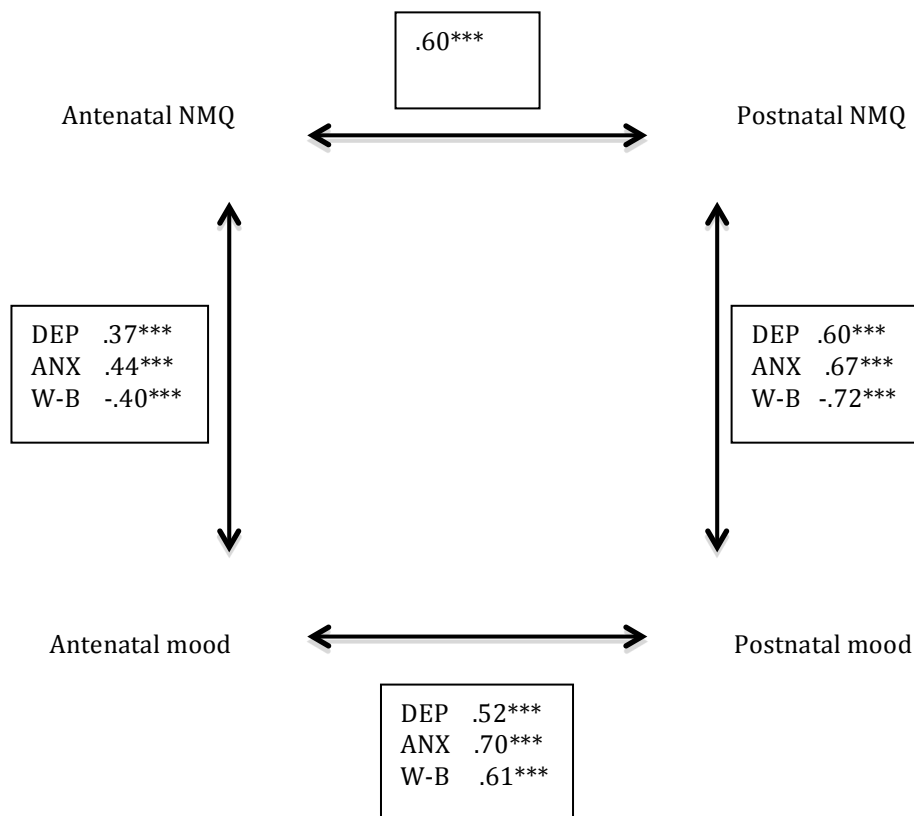 .60***
Antenatal NMQ
Postnatal NMQ
DEP .37***
ANX .44***
W-B -.40***
DEP .60***
ANX .67***
W-B -.72***
Antenatal mood
Postnatal mood
DEP .52***
ANX .70***
W-B .61***